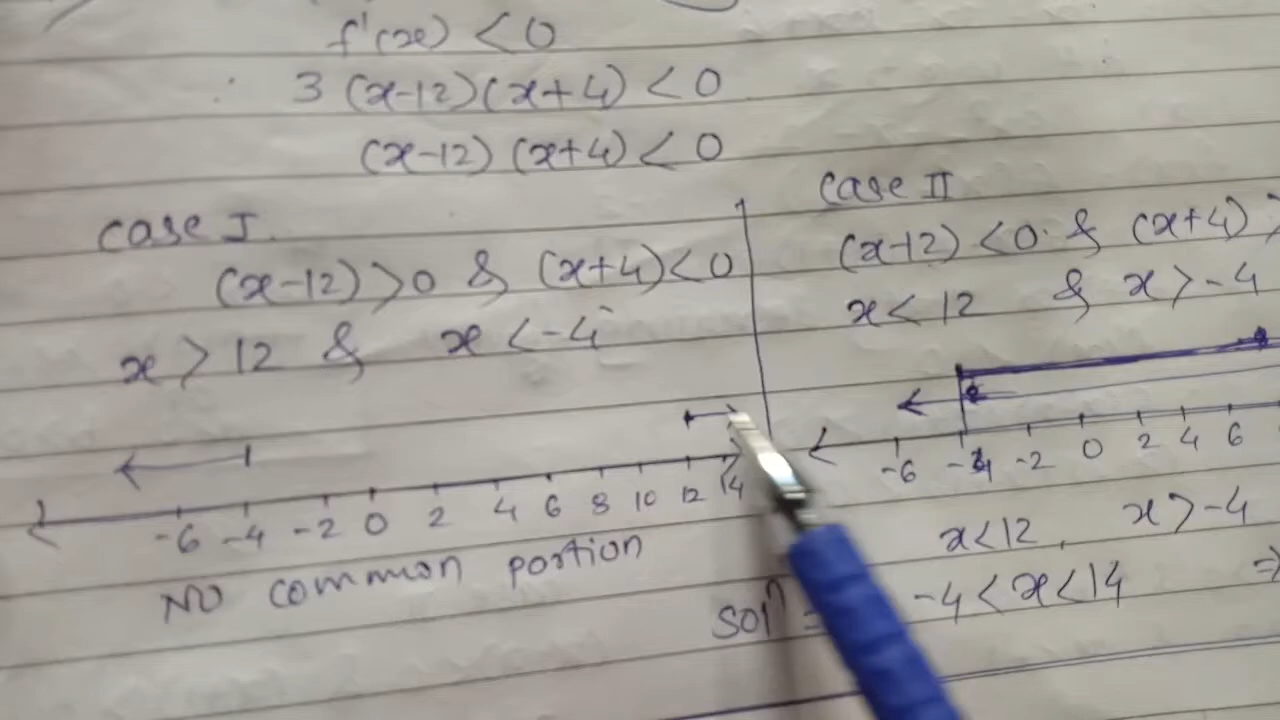 f'(x) < 0
3 (x-12)(x+4) < 0
(x-12) (x+4) < 0
case I.
(x-12) > 0 & (x+4) < 0
x > 12 & x < -4
-6 -4 -2 0 2 4 6 8 10 12 14
NO common portion
case II
(x-12) < 0 & (x+4) >
x < 12 & x > -4
-6 -4 -2 0 2 4 6
x < 12 , x > -4
Solⁿ = -4 < x < 14 ⇒